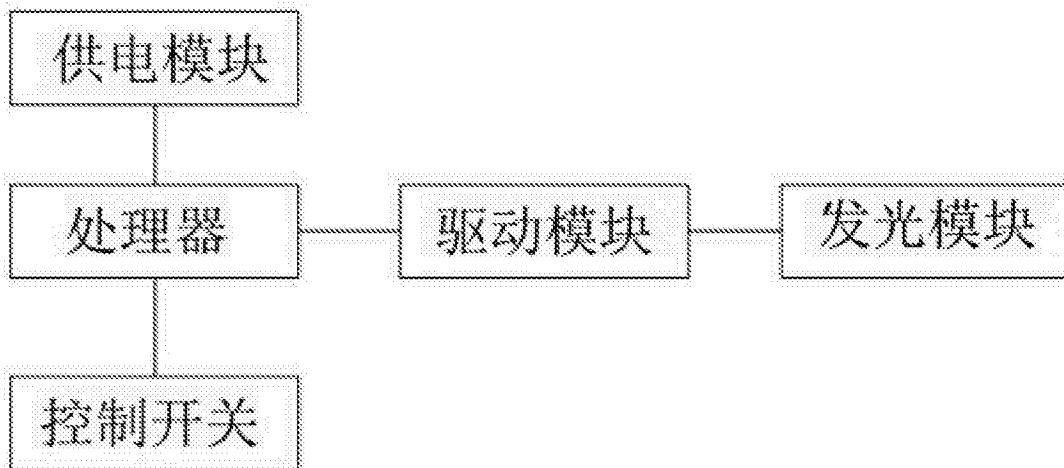 供电模块
处理器
驱动模块
发光模块
控制开关